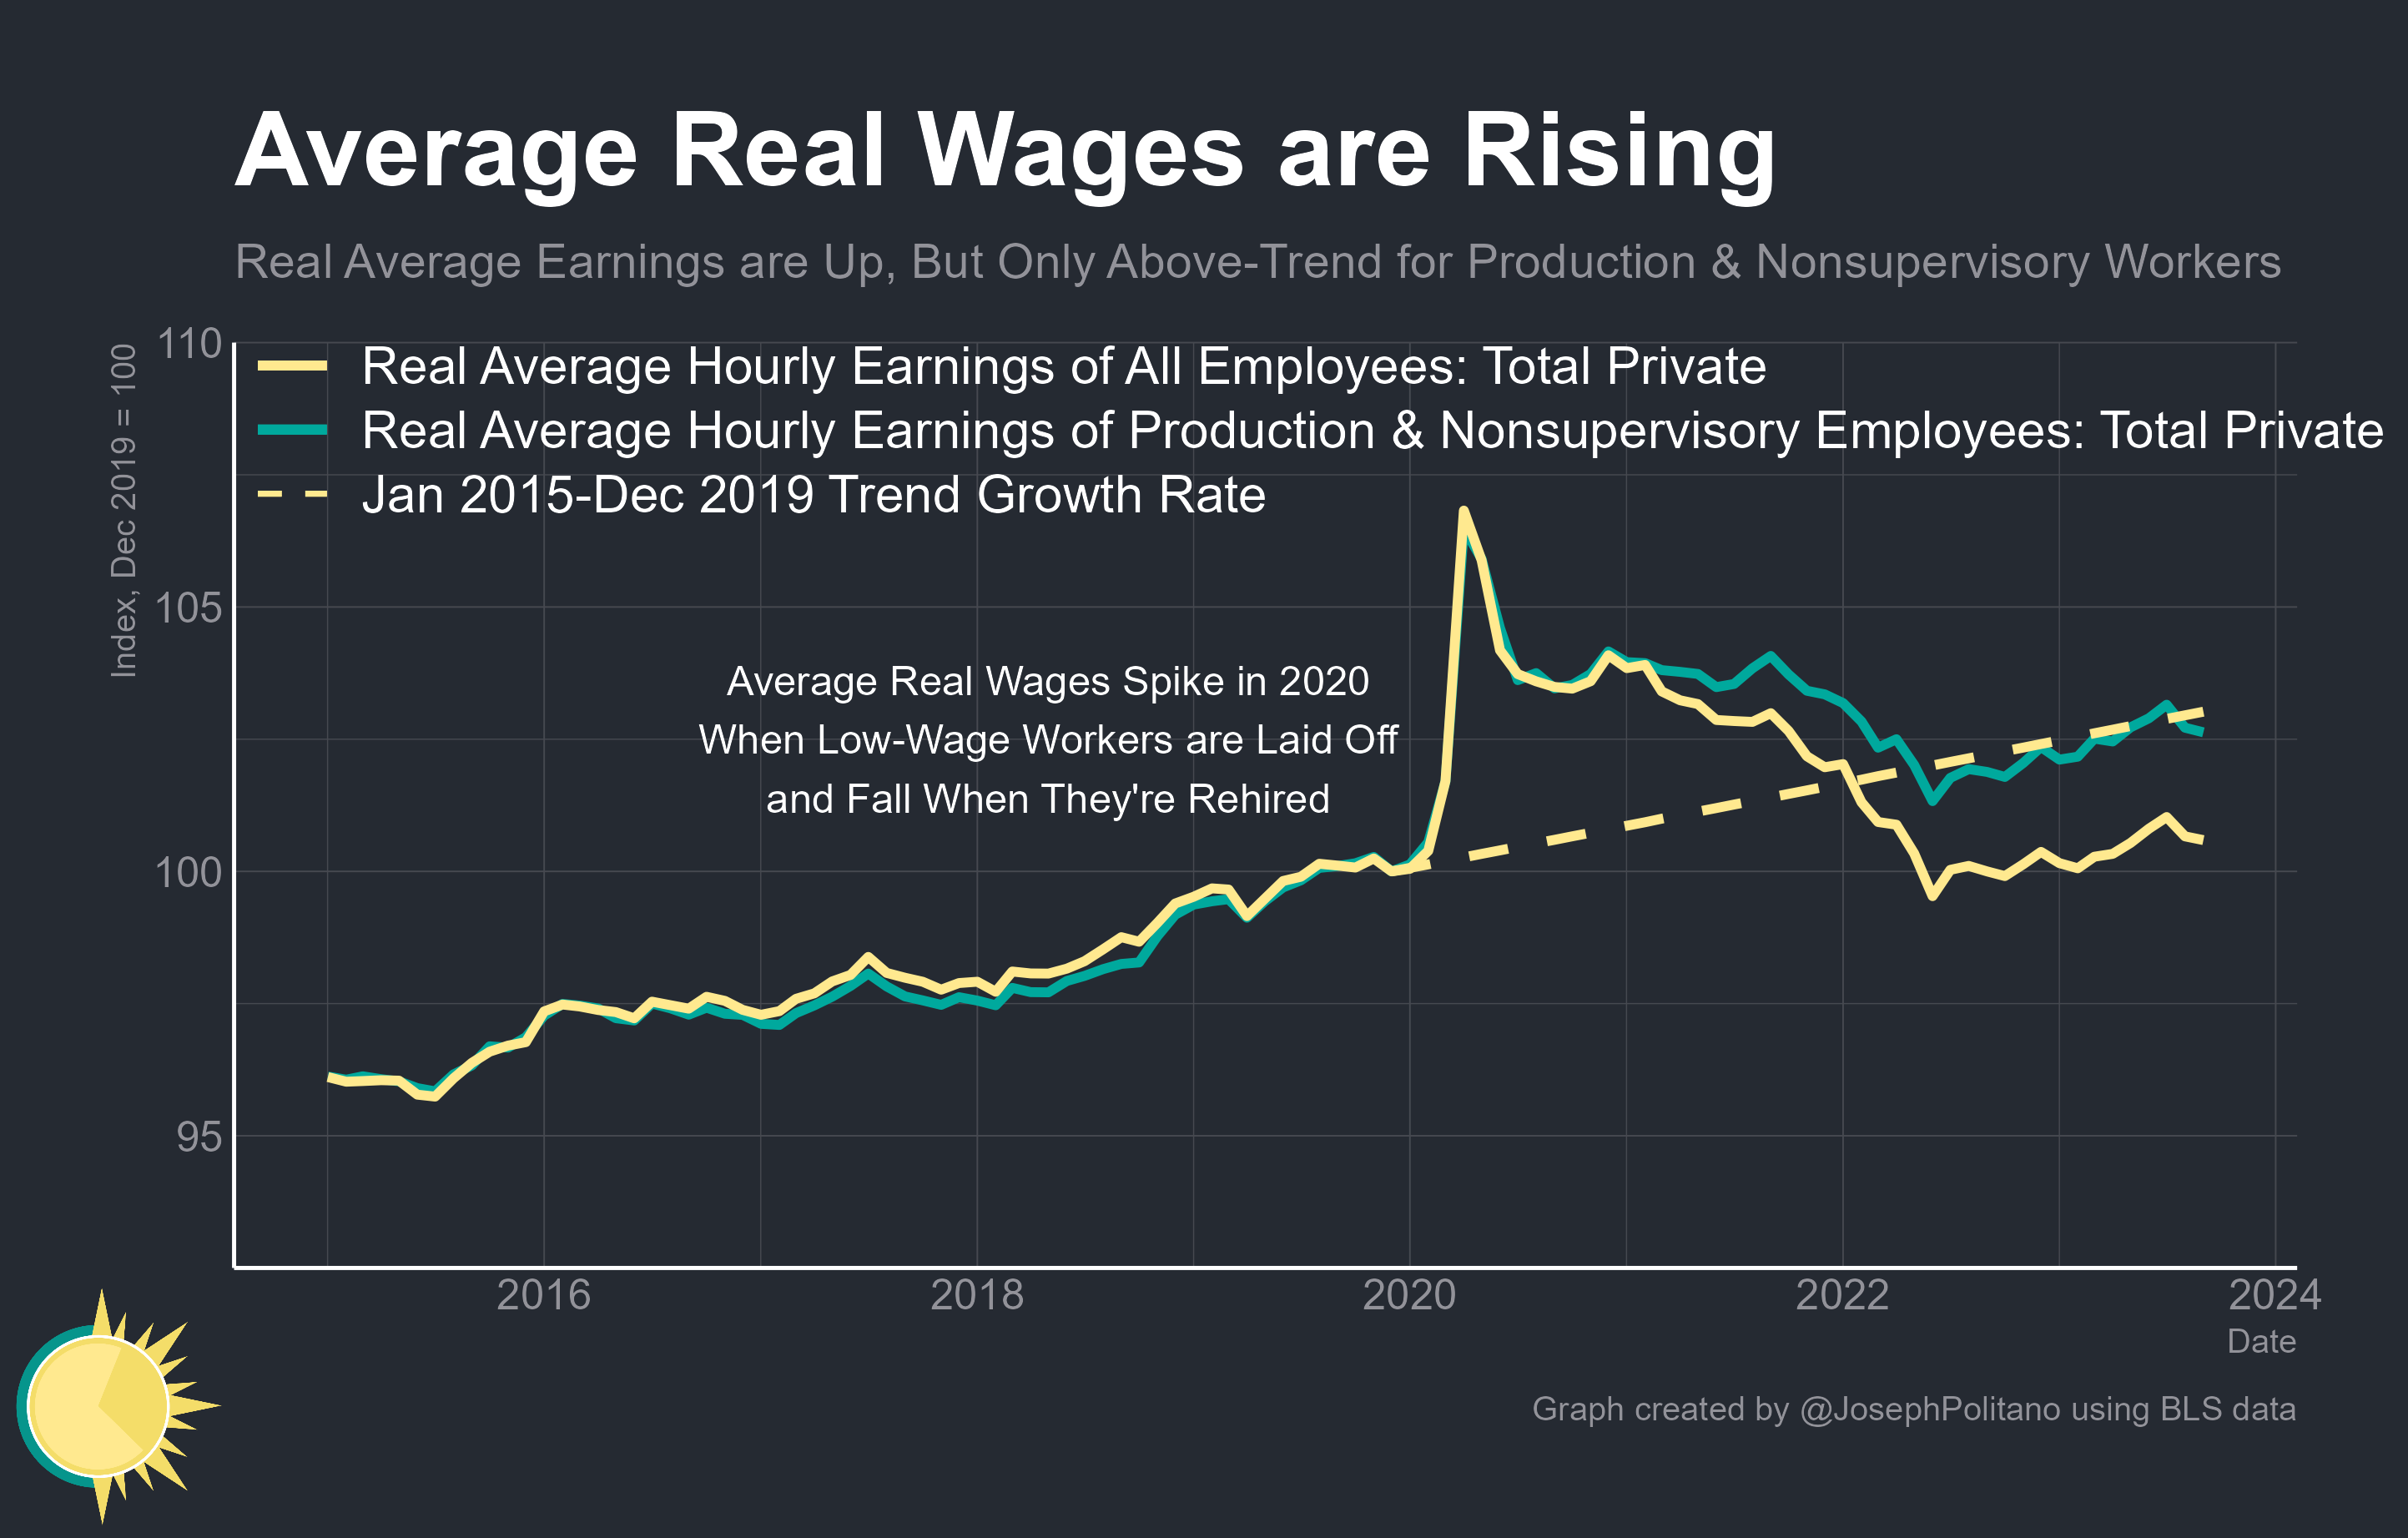 Average Real Wages are Rising
Real Average Earnings are Up, But Only Above-Trend for Production & Nonsupervisory Workers
Index, Dec 2019 = 100
110
105
100
95
Real Average Hourly Earnings of All Employees: Total Private
Real Average Hourly Earnings of Production & Nonsupervisory Employees: Total Private
Jan 2015-Dec 2019 Trend Growth Rate
Average Real Wages Spike in 2020
When Low-Wage Workers are Laid Off
and Fall When They're Rehired
2016
2018
2020
2022
2024
Date
Graph created by @JosephPolitano using BLS data